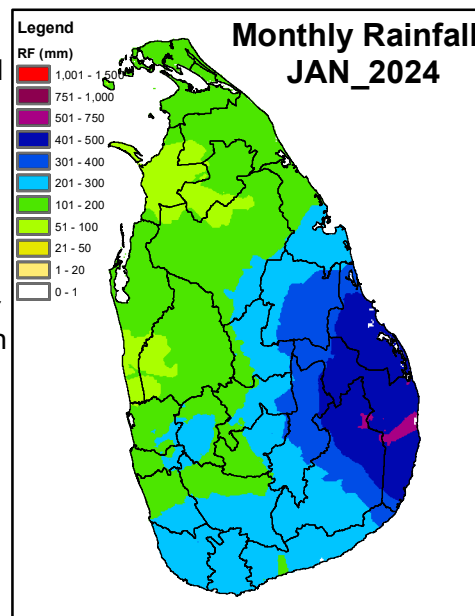 Legend
RF (mm)
1,001 - 1,500
751 - 1,000
501 - 750
401 - 500
301 - 400
201 - 300
101 - 200
51 - 100
21 - 50
1 - 20
0 - 1
Monthly Rainfall
JAN_2024